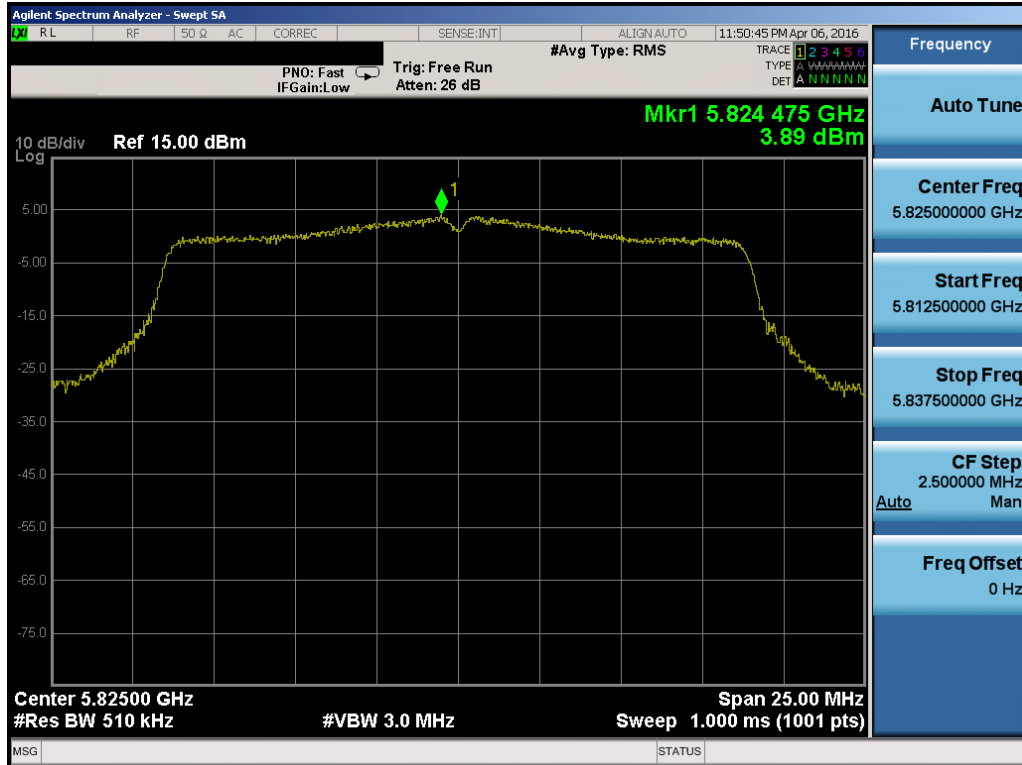 Agilent Spectrum Analyzer - Swept SA
LXI RL RF 50 Ω AC CORREC SENSE:INT ALIGN AUTO 11:50:45 PM Apr 06, 2016
#Avg Type: RMS TRACE 1 2 3 4 5 6
PNO: Fast Trig: Free Run TYPE A WWWWW
IFGain:Low Atten: 26 dB DET A N N N N N
Mkr1 5.824 475 GHz
3.89 dBm
10 dB/div Ref 15.00 dBm
Log
1
5.00
-5.00
-15.0
-25.0
-35.0
-45.0
-55.0
-65.0
-75.0
Center 5.82500 GHz Span 25.00 MHz
#Res BW 510 kHz #VBW 3.0 MHz Sweep 1.000 ms (1001 pts)
MSG STATUS
Frequency
Auto Tune
Center Freq
5.825000000 GHz
Start Freq
5.812500000 GHz
Stop Freq
5.837500000 GHz
CF Step
2.500000 MHz
Auto Man
Freq Offset
0 Hz